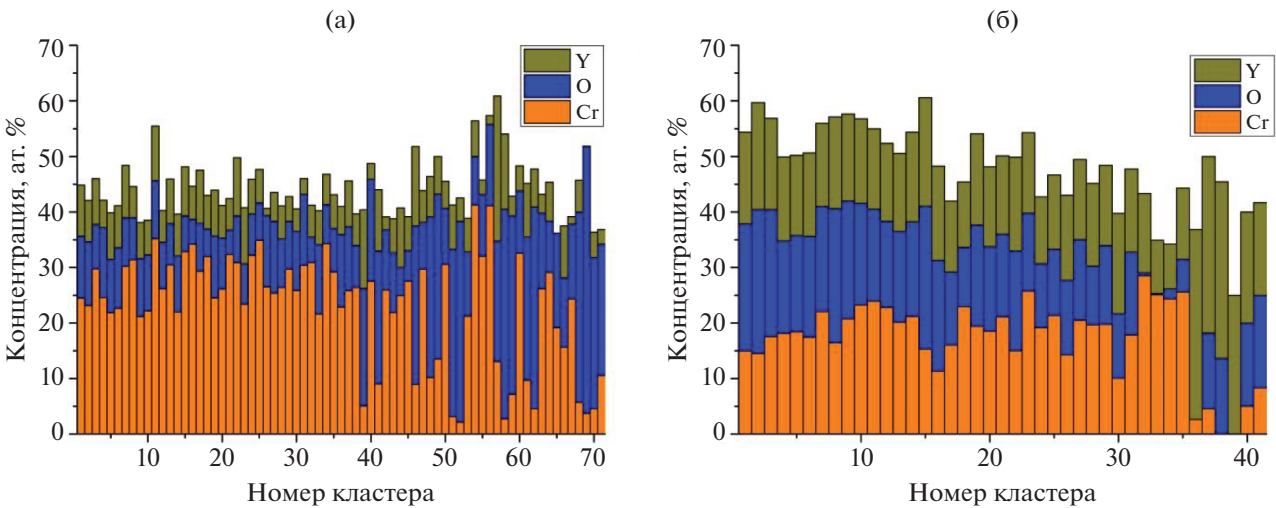 (а)
Концентрация, ат. %
70
60
50
40
30
20
10
0
Y
O
Cr
10 20 30 40 50 60 70
Номер кластера
(б)
Концентрация, ат. %
70
60
50
40
30
20
10
0
Y
O
Cr
10 20 30 40
Номер кластера